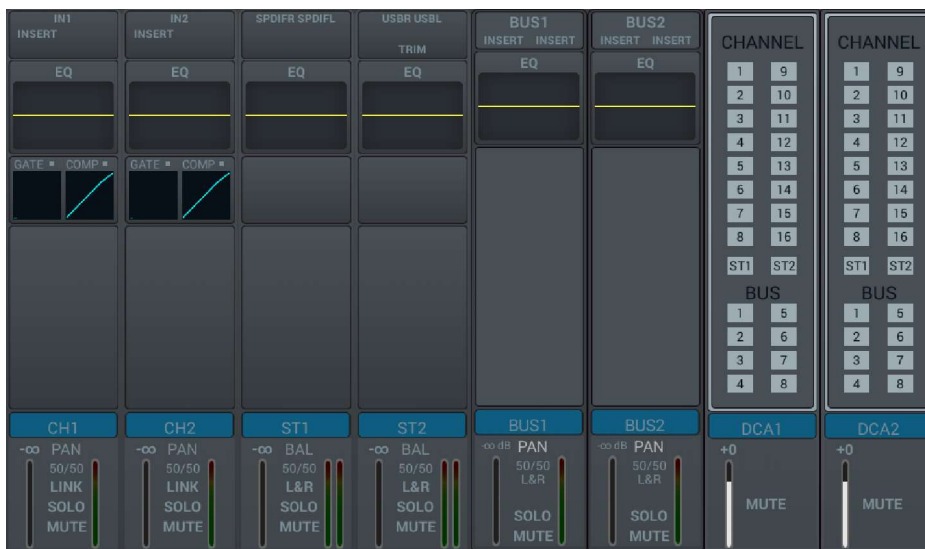 IN1
INSERT
EQ
GATE COMP
CH1
-∞ PAN
50/50
LINK
SOLO
MUTE
IN2
INSERT
EQ
GATE COMP
CH2
-∞ PAN
50/50
LINK
SOLO
MUTE
SPDIFR SPDIFL
EQ
ST1
-∞ BAL
50/50
L&R
SOLO
MUTE
USBR USBL
TRIM
EQ
ST2
-∞ BAL
50/50
L&R
SOLO
MUTE
BUS1
INSERT INSERT
EQ
BUS1
-∞ dB PAN
50/50
L&R
SOLO
MUTE
BUS2
INSERT INSERT
EQ
BUS2
-∞ dB PAN
50/50
L&R
SOLO
MUTE
CHANNEL
1 9
2 10
3 11
4 12
5 13
6 14
7 15
8 16
ST1 ST2
BUS
1 5
2 6
3 7
4 8
DCA1
+0
MUTE
CHANNEL
1 9
2 10
3 11
4 12
5 13
6 14
7 15
8 16
ST1 ST2
BUS
1 5
2 6
3 7
4 8
DCA2
+0
MUTE